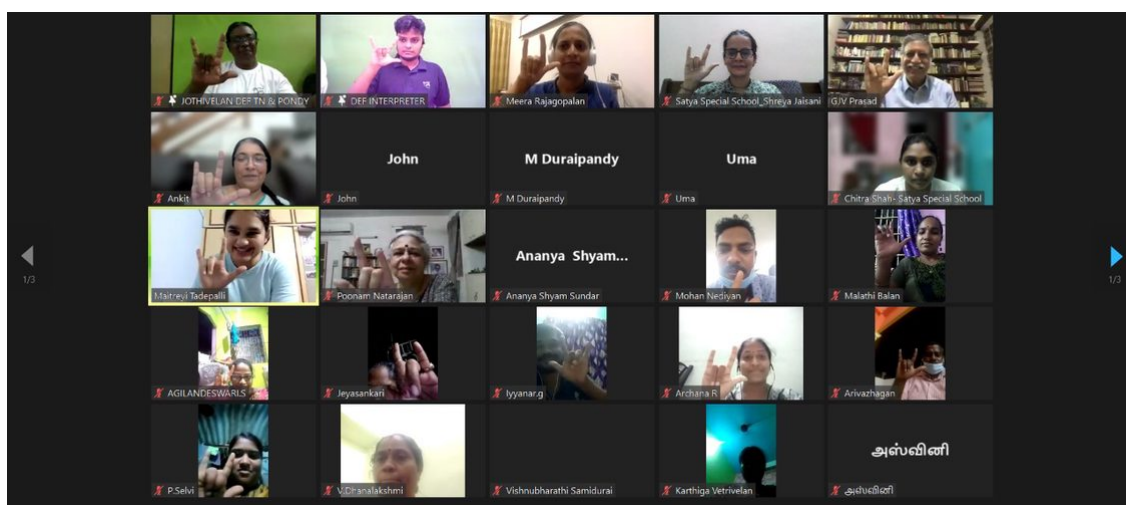 JOTHIVELAN DEF TN & PONDY
DEF INTERPRETER
Meera Rajagopalan
Satya Special School_Shreya Jaisani
GJV Prasad
Ankit
John
John
M Duraipandy
M Duraipandy
Uma
Uma
Chitra Shah- Satya Special School
1/3
Maitreyi Tadepalli
Poonam Natarajan
Ananya Shyam...
Ananya Shyam Sundar
Mohan Nediyan
Malathi Balan
1/3
AGILANDESWARI.S
Jeyasankari
Iyyanar.g
Archana R
Arivazhagan
P.Selvi
V.Dhanalakshmi
Vishnubharathi Samidurai
Karthiga Vetrivelan
அஸ்வினி
அஸ்வினி